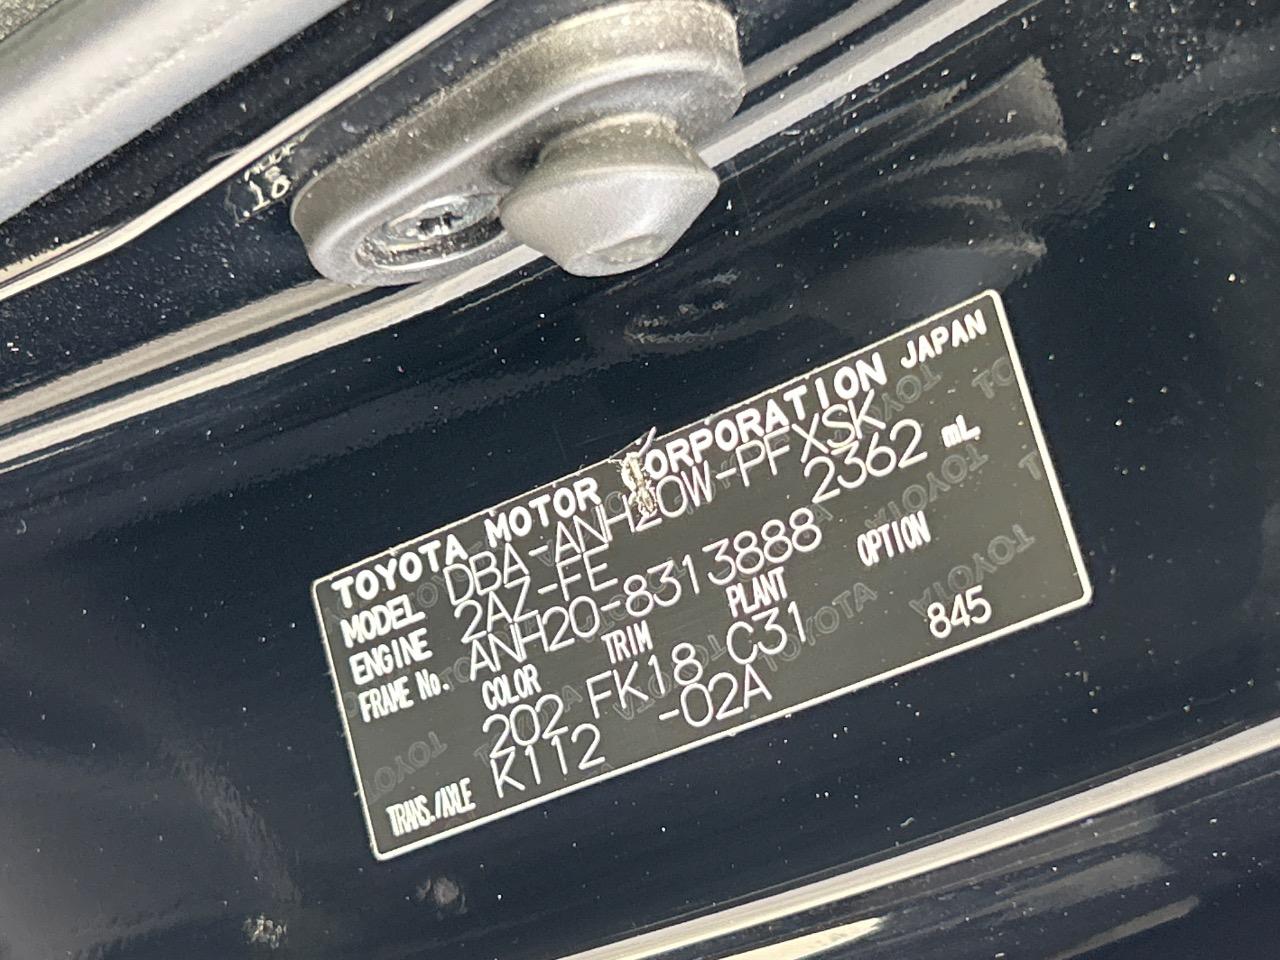 .18
TOYOTA MOTOR CORPORATION JAPAN
MODEL DBA-ANH20W-PFXSK
ENGINE 2AZ-FE 2362 mL
FRAME No. ANH20-8313888
COLOR TRIM PLANT OPTION
202 FK18 C31 845
TRANS./AXLE K112 -02A